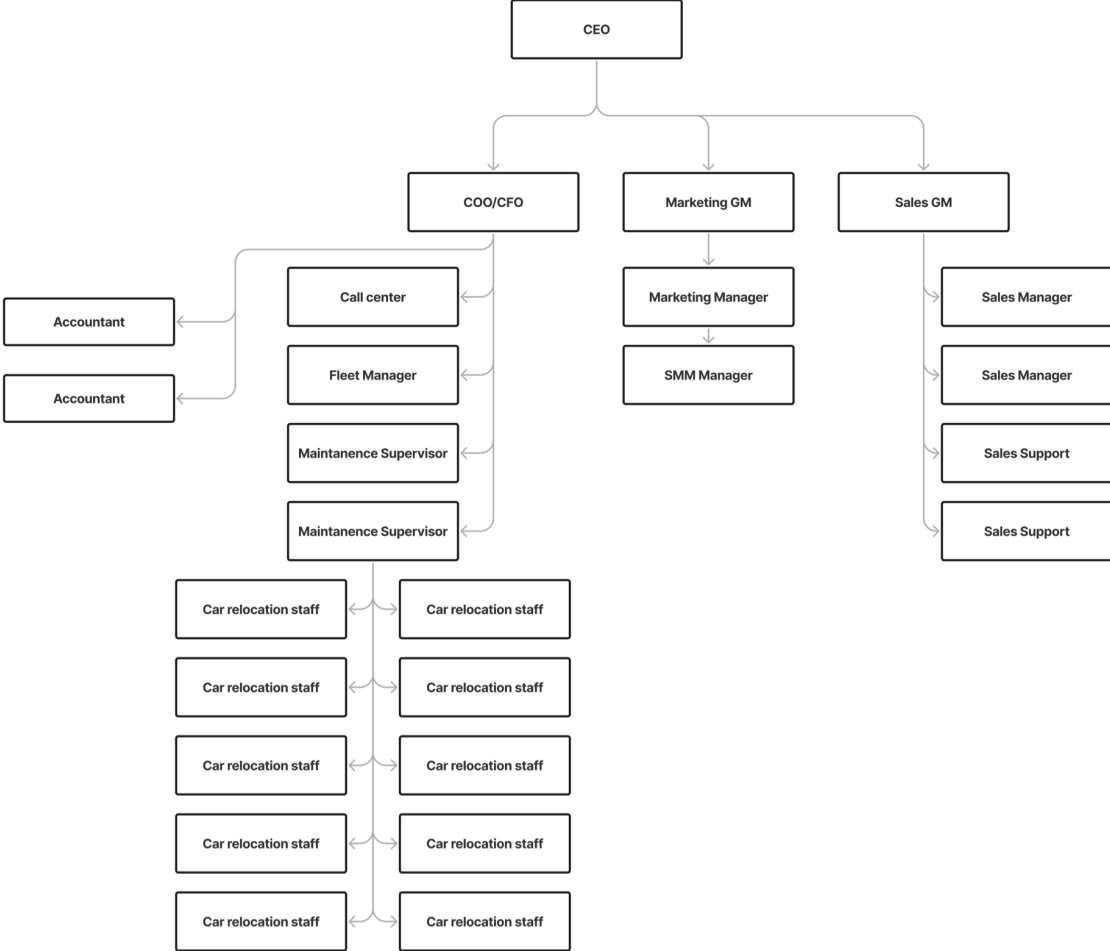 CEO
COO/CFO
Marketing GM
Sales GM
Call center
Marketing Manager
Sales Manager
Accountant
Fleet Manager
SMM Manager
Sales Manager
Accountant
Maintanence Supervisor
Sales Support
Maintanence Supervisor
Sales Support
Car relocation staff
Car relocation staff
Car relocation staff
Car relocation staff
Car relocation staff
Car relocation staff
Car relocation staff
Car relocation staff
Car relocation staff
Car relocation staff